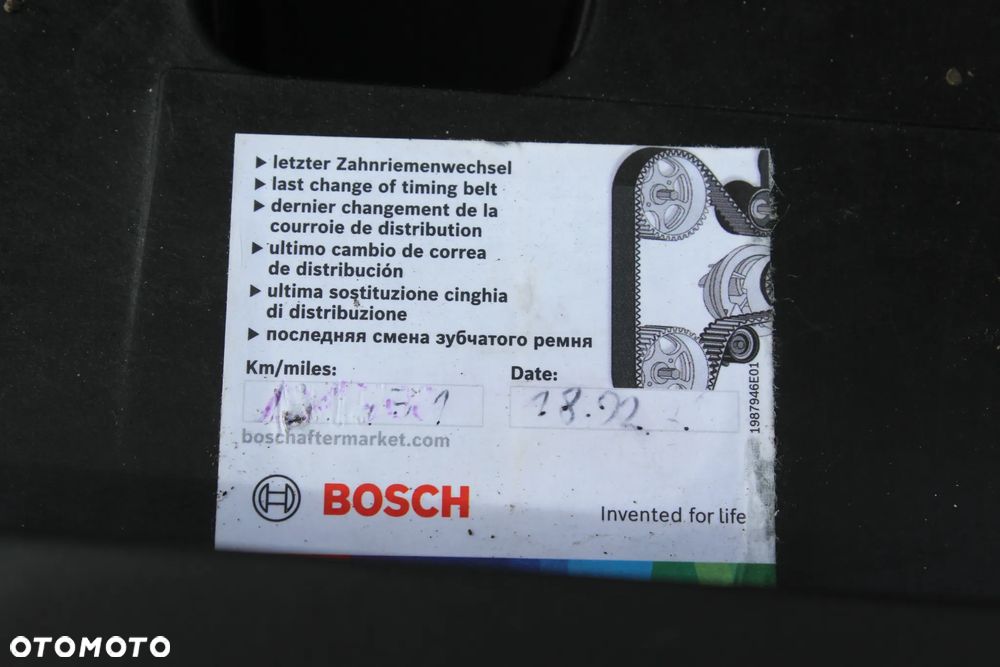 ▶ letzter Zahnriemenwechsel
▶ last change of timing belt
▶ dernier changement de la
courroie de distribution
▶ ultimo cambio de correa
de distribución
▶ ultima sostituzione cinghia
di distribuzione
▶ последняя смена зубчатого ремня
Km/miles:
Date:
boschaftermarket.com
1987946E01
BOSCH
Invented for life
OTOMOTO